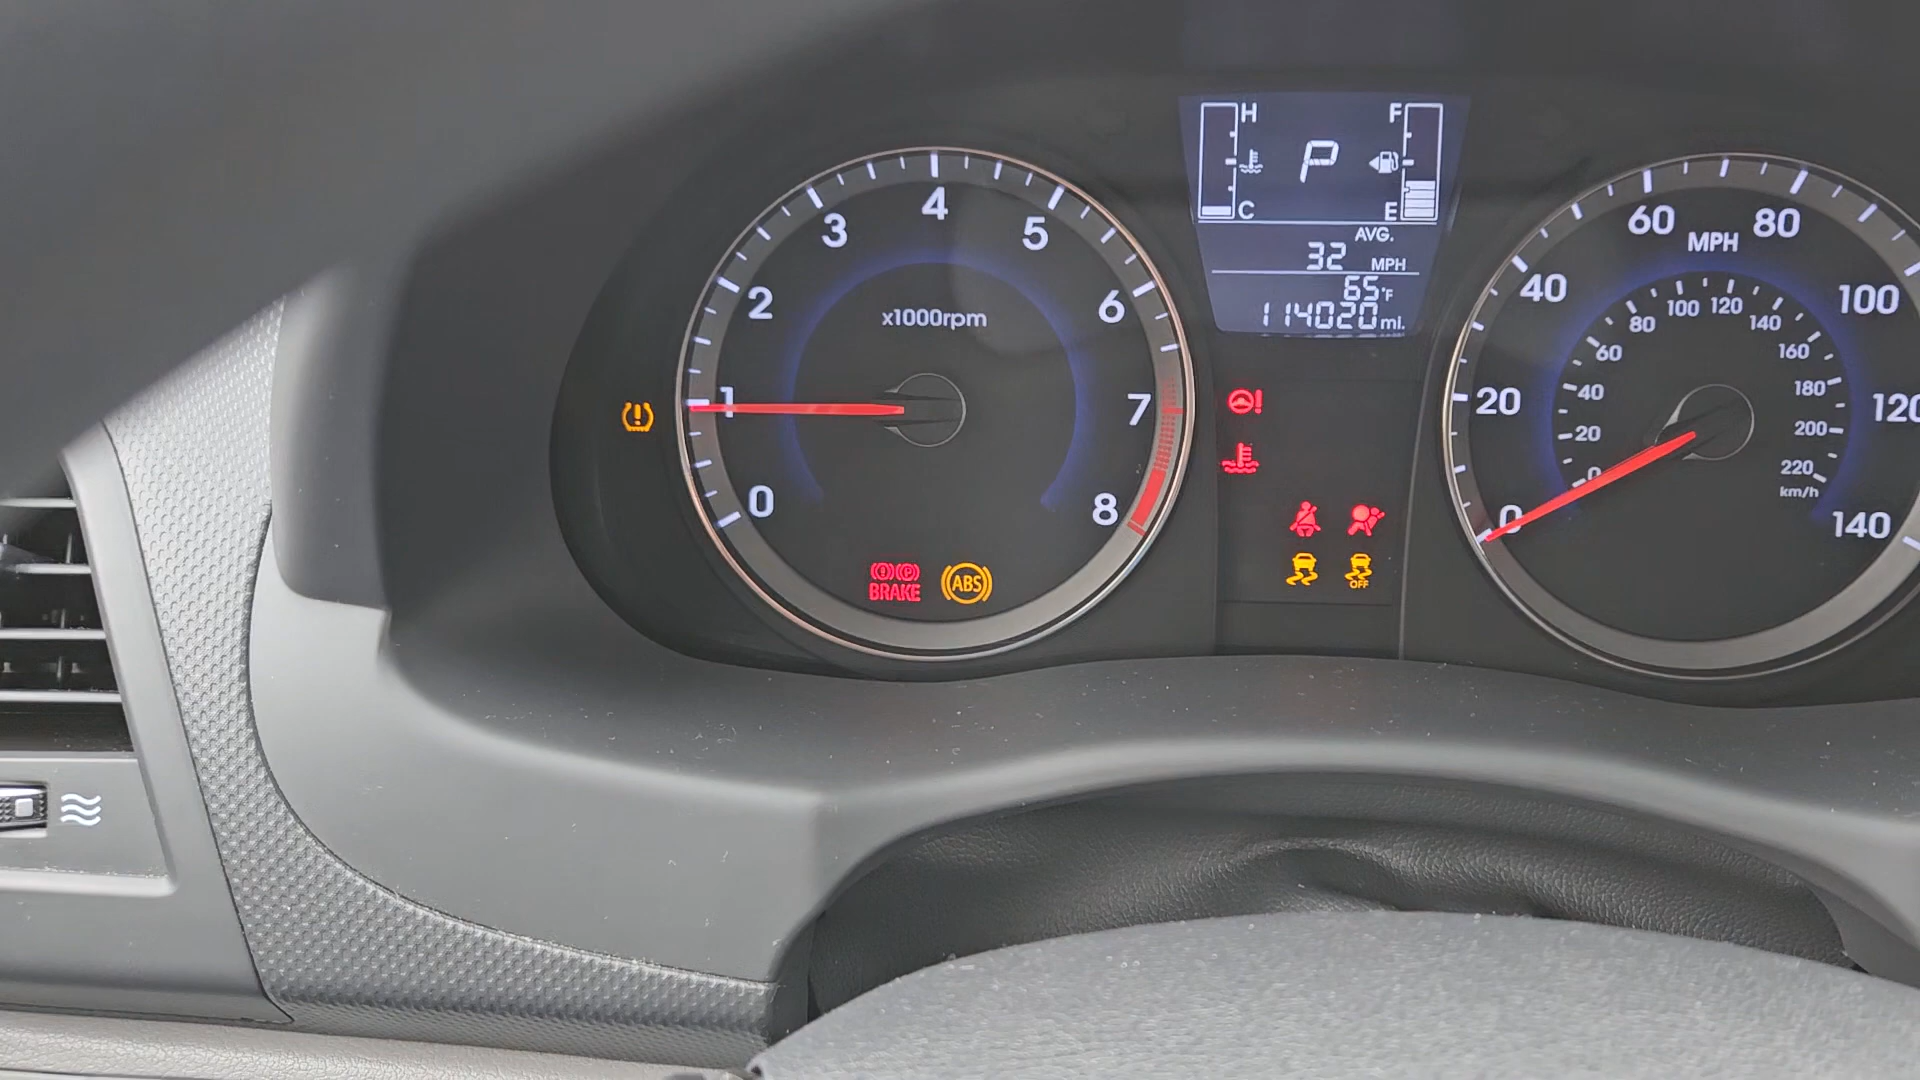 H F
P
C E
AVG.
32 MPH
65°F
114020 mi.
0 1 2 3 4 5 6 7 8
x1000rpm
BRAKE
P
ABS
OFF
0 20 40 60 80 100 120 140
MPH
0 20 40 60 80 100 120 140 160 180 200 220
km/h